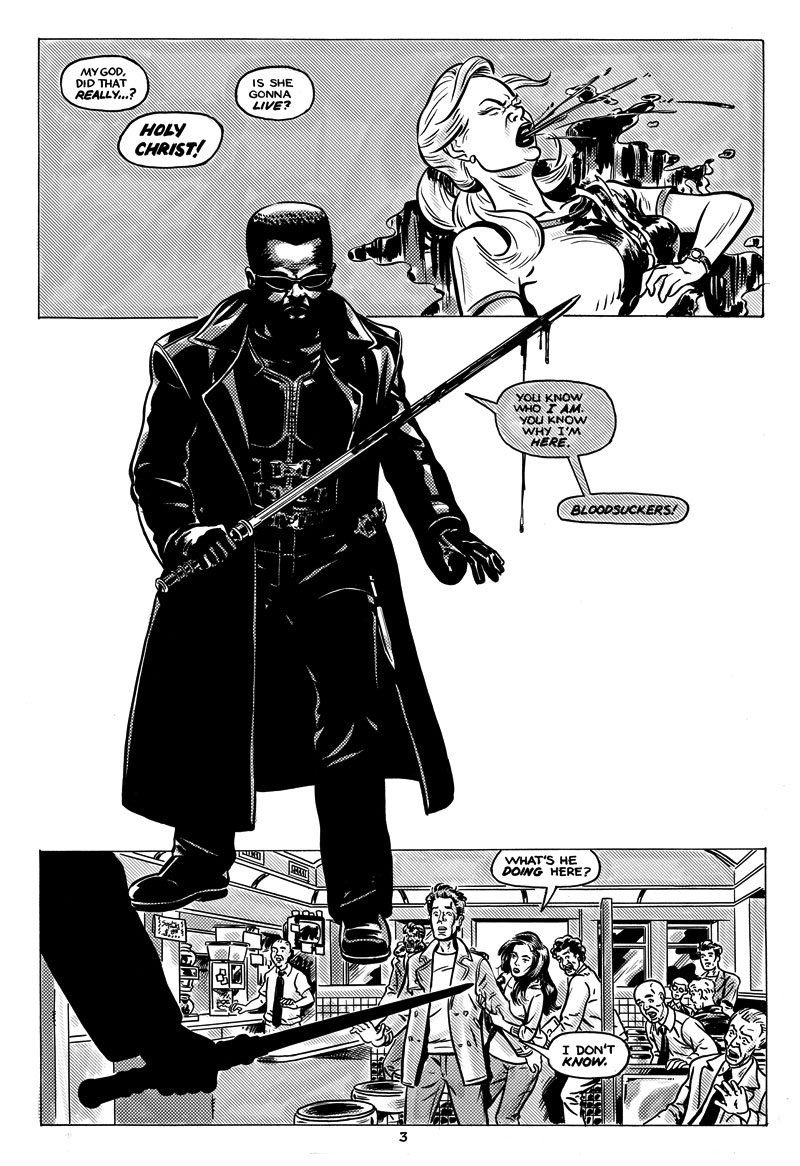 MY GOD,
DID THAT
REALLY...?
HOLY
CHRIST!
IS SHE
GONNA
LIVE?
YOU KNOW
WHO I AM.
YOU KNOW
WHY I'M
HERE.
BLOODSUCKERS!
WHAT'S HE
DOING HERE?
I DON'T
KNOW.
3